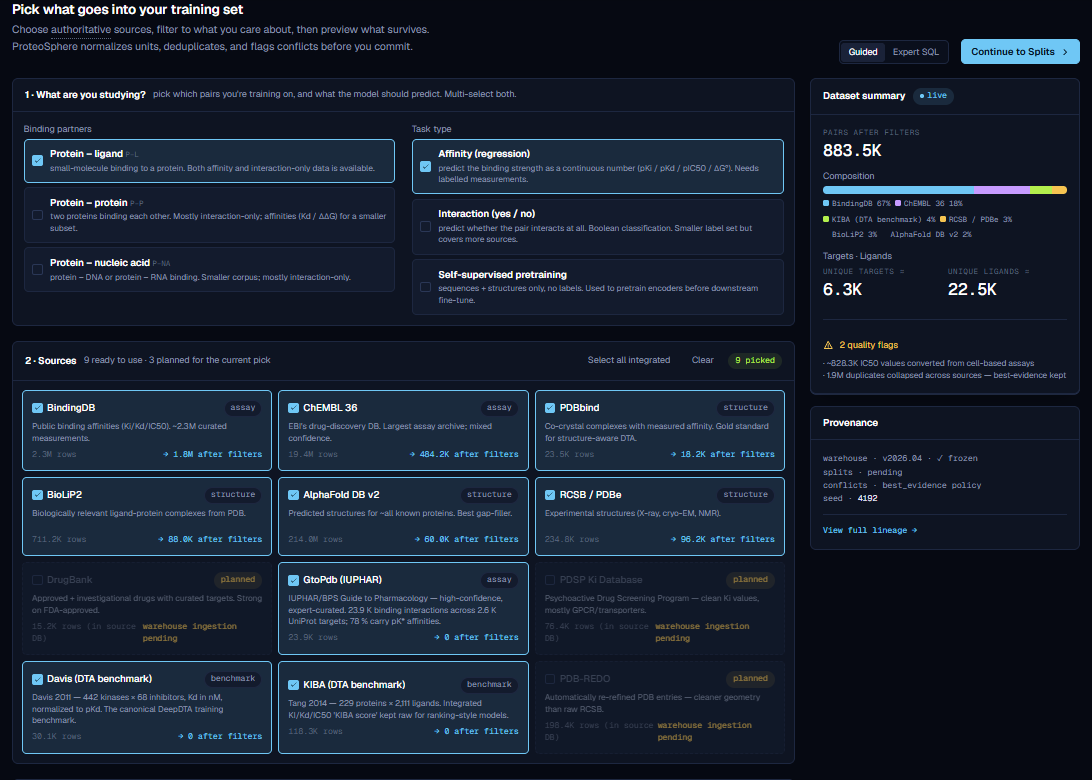 Pick what goes into your training set
Choose authoritative sources, filter to what you care about, then preview what survives.
ProteoSphere normalizes units, deduplicates, and flags conflicts before you commit.
Guided
Expert SQL
Continue to Splits ›
1 · What are you studying? pick which pairs you're training on, and what the model should predict. Multi-select both.
Binding partners
Protein – ligand P-L
small-molecule binding to a protein. Both affinity and interaction-only data is available.
Protein – protein P-P
two proteins binding each other. Mostly interaction-only; affinities (Kd / ΔΔG) for a smaller
subset.
Protein – nucleic acid P-NA
protein – DNA or protein – RNA binding. Smaller corpus; mostly interaction-only.
Task type
Affinity (regression)
predict the binding strength as a continuous number (pKi / pKd / pIC50 / ΔG°). Needs
labelled measurements.
Interaction (yes / no)
predict whether the pair interacts at all. Boolean classification. Smaller label set but
covers more sources.
Self-supervised pretraining
sequences + structures only, no labels. Used to pretrain encoders before downstream
fine-tune.
2 · Sources 9 ready to use · 3 planned for the current pick
Select all integrated
Clear
9 picked
BindingDB
assay
Public binding affinities (Ki/Kd/IC50). ~2.3M curated
measurements.
2.3M rows
→ 1.8M after filters
ChEMBL 36
assay
EBI's drug-discovery DB. Largest assay archive; mixed
confidence.
19.4M rows
→ 484.2K after filters
PDBbind
structure
Co-crystal complexes with measured affinity. Gold standard
for structure-aware DTA.
23.5K rows
→ 18.2K after filters
BioLiP2
structure
Biologically relevant ligand-protein complexes from PDB.
711.2K rows
→ 88.0K after filters
AlphaFold DB v2
structure
Predicted structures for ~all known proteins. Best gap-filler.
214.0M rows
→ 60.0K after filters
RCSB / PDBe
structure
Experimental structures (X-ray, cryo-EM, NMR).
234.8K rows
→ 96.2K after filters
DrugBank
planned
Approved + investigational drugs with curated targets. Strong
on FDA-approved.
15.2K rows (in source
DB)
warehouse ingestion
pending
GtoPdb (IUPHAR)
assay
IUPHAR/BPS Guide to Pharmacology — high-confidence,
expert-curated. 23.9 K binding interactions across 2.6 K
UniProt targets; 78 % carry pK* affinities.
23.9K rows
→ 0 after filters
PDSP Ki Database
planned
Psychoactive Drug Screening Program — clean Ki values,
mostly GPCR/transporters.
76.4K rows (in source
DB)
warehouse ingestion
pending
Davis (DTA benchmark)
benchmark
Davis 2011 — 442 kinases × 68 inhibitors, Kd in nM,
normalized to pKd. The canonical DeepDTA training
benchmark.
30.1K rows
→ 0 after filters
KIBA (DTA benchmark)
benchmark
Tang 2014 — 229 proteins × 2,111 ligands. Integrated
Ki/Kd/IC50 'KIBA score' kept raw for ranking-style models.
118.3K rows
→ 0 after filters
PDB-REDO
planned
Automatically re-refined PDB entries — cleaner geometry
than raw RCSB.
198.4K rows (in source
DB)
warehouse ingestion
pending
Dataset summary
live
PAIRS AFTER FILTERS
883.5K
Composition
BindingDB 67% ChEMBL 36 18%
KIBA (DTA benchmark) 4% RCSB / PDBe 3%
BioLiP2 3% AlphaFold DB v2 2%
Targets · Ligands
UNIQUE TARGETS ≈
UNIQUE LIGANDS ≈
6.3K
22.5K
2 quality flags
· ~828.3K IC50 values converted from cell-based assays
· 1.9M duplicates collapsed across sources — best-evidence kept
Provenance
warehouse · v2026.04 · ✓ frozen
splits · pending
conflicts · best_evidence policy
seed · 4192
View full lineage →